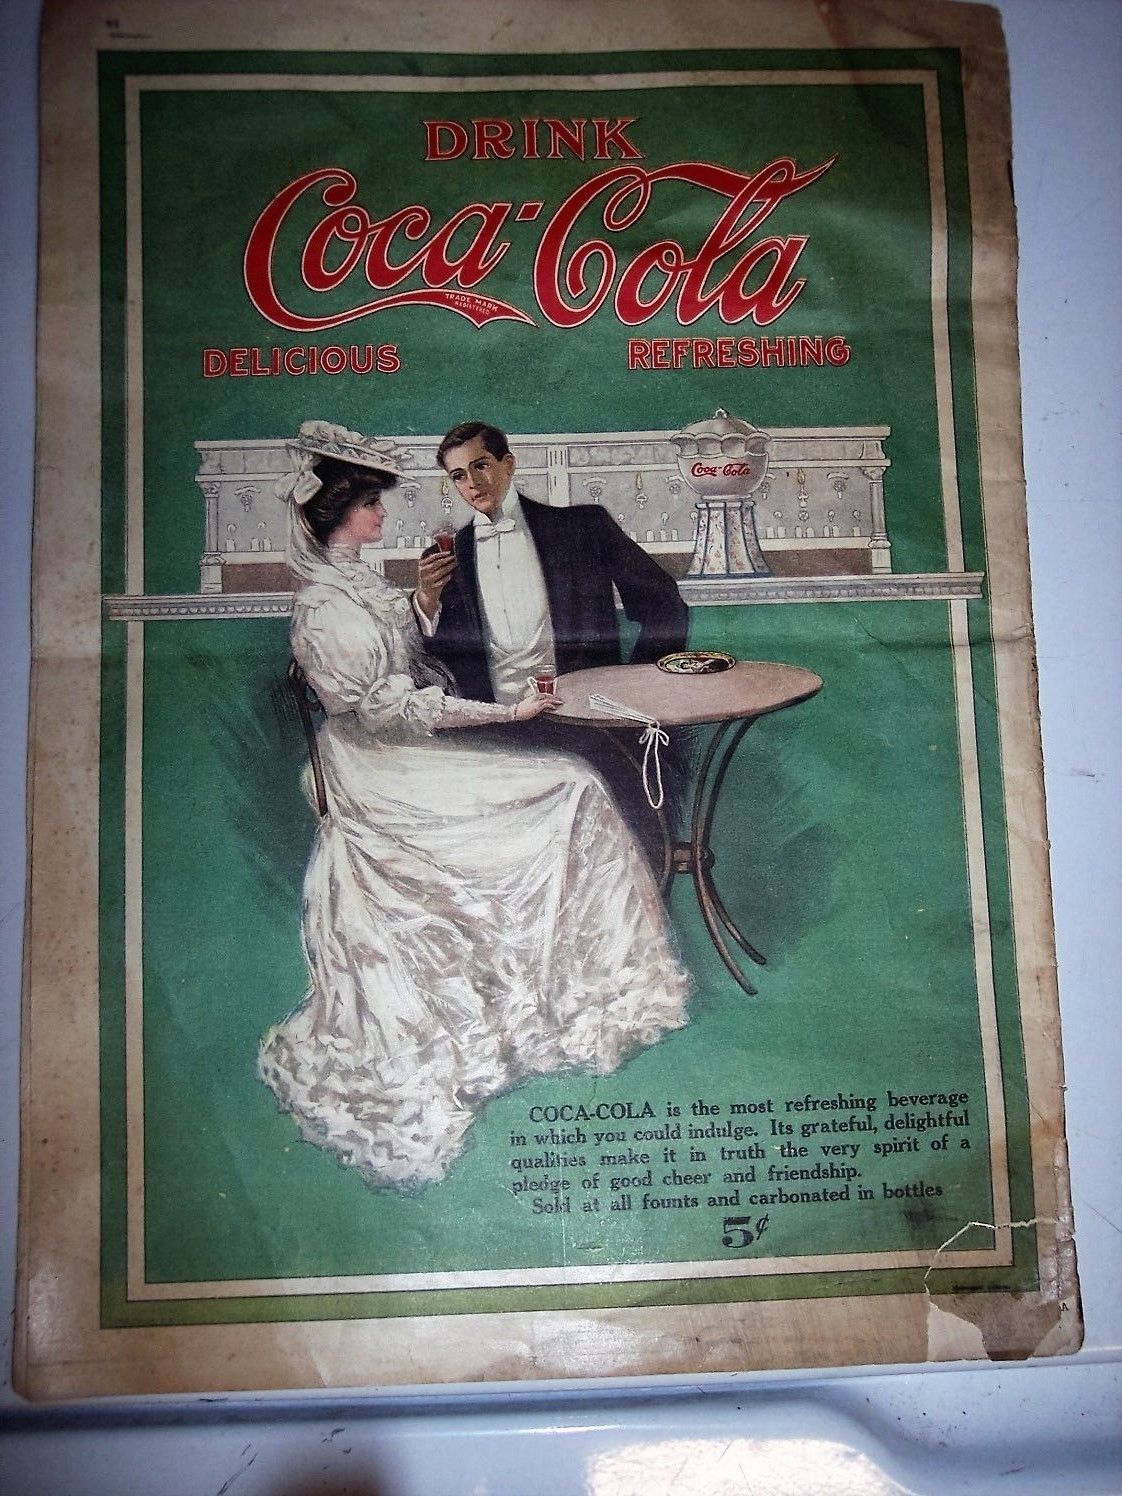 DRINK
Coca-Cola
TRADE MARK
REGISTERED
DELICIOUS REFRESHING
Coca-Cola
COCA-COLA is the most refreshing beverage
in which you could indulge. Its grateful, delightful
qualities make it in truth the very spirit of a
pledge of good cheer and friendship.
Sold at all founts and carbonated in bottles
5¢
A